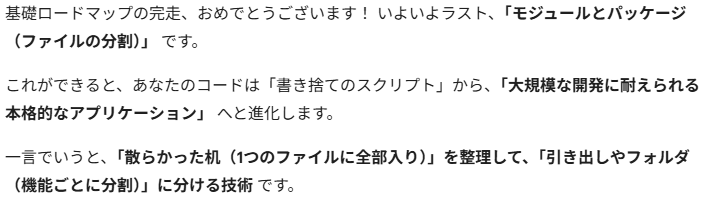 基礎ロードマップの完走、おめでとうございます！ いよいよラスト、「モジュールとパッケージ
（ファイルの分割）」 です。
これができると、あなたのコードは「書き捨てのスクリプト」から、「大規模な開発に耐えられる
本格的なアプリケーション」 へと進化します。
一言でいうと、「散らかった机（1つのファイルに全部入り）」を整理して、「引き出しやフォルダ
（機能ごとに分割）」に分ける技術 です。